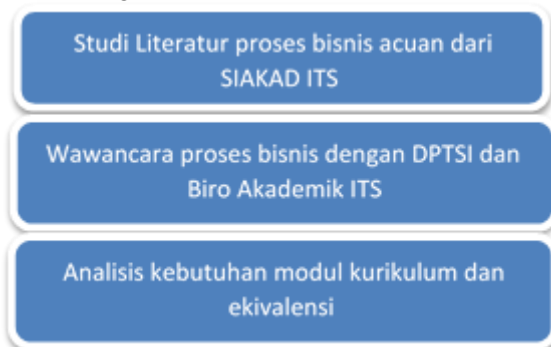 Studi Literatur proses bisnis acuan dari
SIAKAD ITS
Wawancara proses bisnis dengan DPTSI dan
Biro Akademik ITS
Analisis kebutuhan modul kurikulum dan
ekivalensi